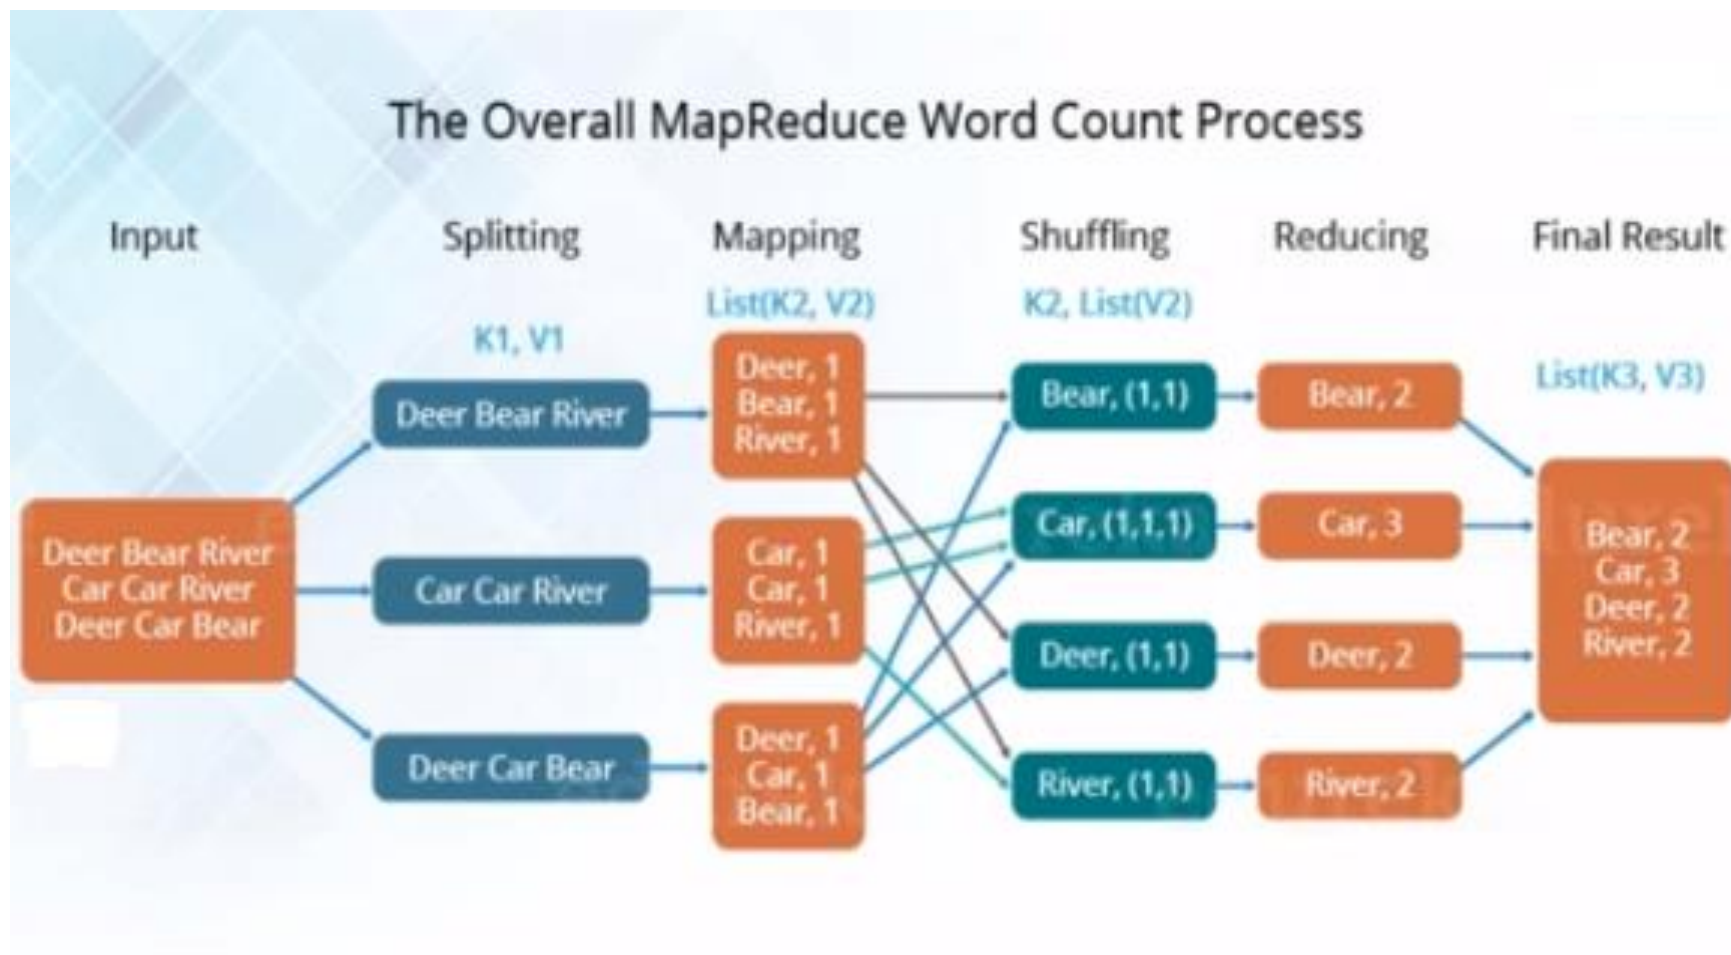 The Overall MapReduce Word Count Process
Input
Splitting
Mapping
Shuffling
Reducing
Final Result
K1, V1
List(K2, V2)
K2, List(V2)
List(K3, V3)
Deer Bear River
Car Car River
Deer Car Bear
Deer Bear River
Car Car River
Deer Car Bear
Deer, 1
Bear, 1
River, 1
Car, 1
Car, 1
River, 1
Deer, 1
Car, 1
Bear, 1
Bear, (1,1)
Car, (1,1,1)
Deer, (1,1)
River, (1,1)
Bear, 2
Car, 3
Deer, 2
River, 2
Bear, 2
Car, 3
Deer, 2
River, 2